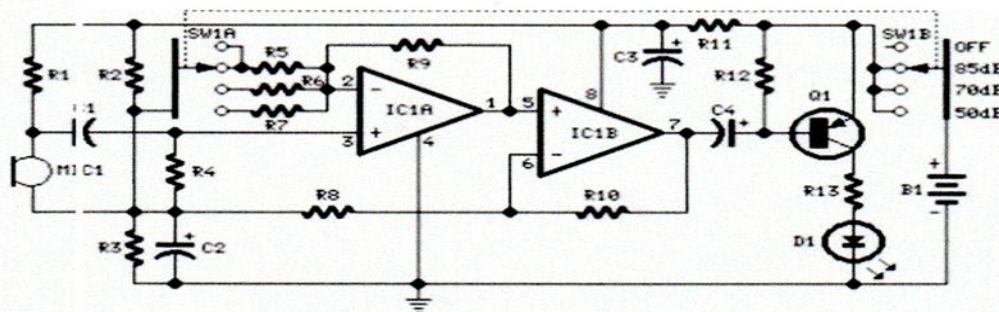 SW1A
R1
R2
R5
R6
R7
R9
C3
R11
R12
SW1B
OFF
85dB
70dB
50dB
2
-
3
+
IC1A
1
4
5
+
6
-
IC1B
8
7
C4
Q1
MIC1
R4
R8
R10
R13
B1
+
-
R3
+
C2
D1
+